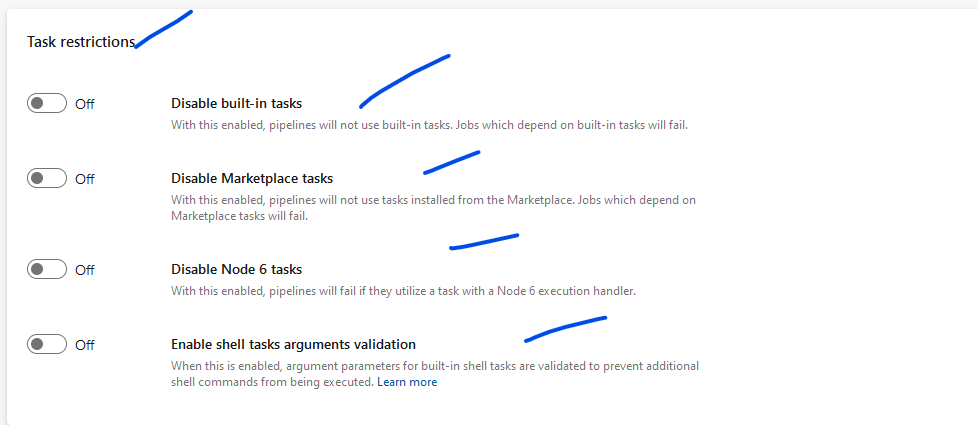 Task restrictions
Off
Disable built-in tasks
With this enabled, pipelines will not use built-in tasks. Jobs which depend on built-in tasks will fail.
Off
Disable Marketplace tasks
With this enabled, pipelines will not use tasks installed from the Marketplace. Jobs which depend on
Marketplace tasks will fail.
Off
Disable Node 6 tasks
With this enabled, pipelines will fail if they utilize a task with a Node 6 execution handler.
Off
Enable shell tasks arguments validation
When this is enabled, argument parameters for built-in shell tasks are validated to prevent additional
shell commands from being executed. Learn more